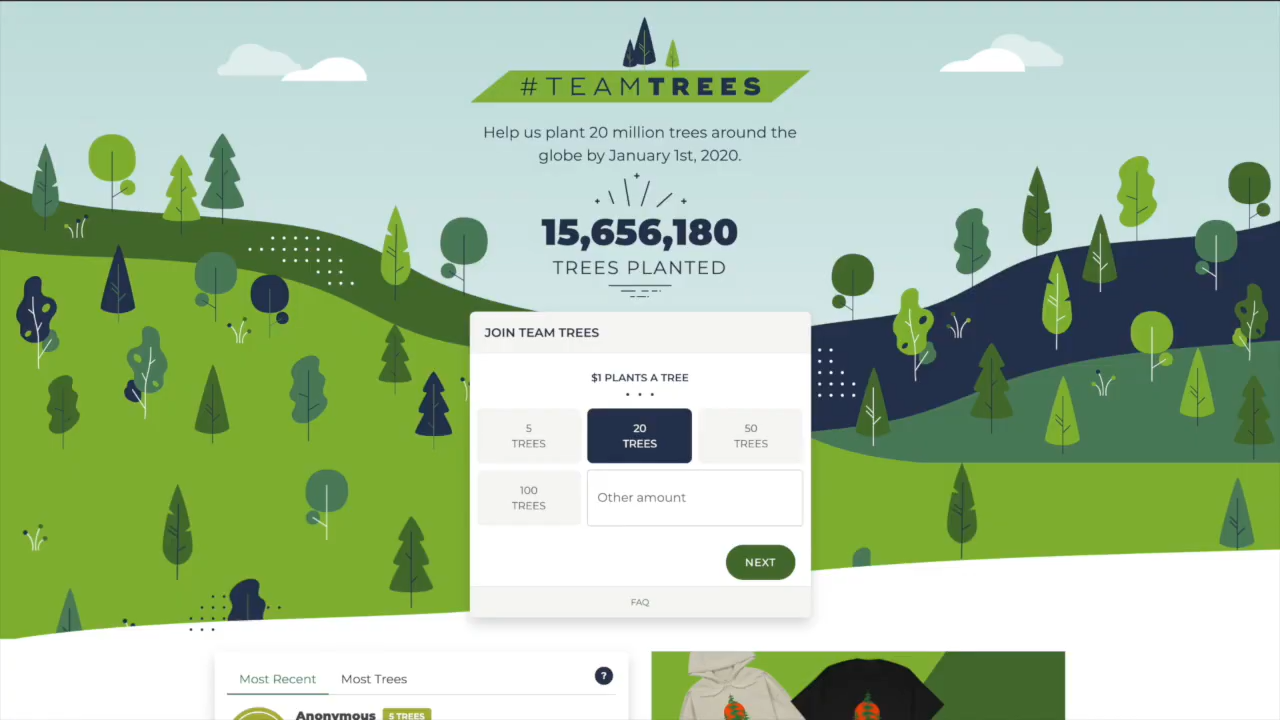 #TEAMTREES
Help us plant 20 million trees around the
globe by January 1st, 2020.
15,656,180
TREES PLANTED
JOIN TEAM TREES
$1 PLANTS A TREE
5
TREES
20
TREES
50
TREES
100
TREES
Other amount
NEXT
FAQ
Most Recent
Most Trees
?
Anonymous
5 TREES